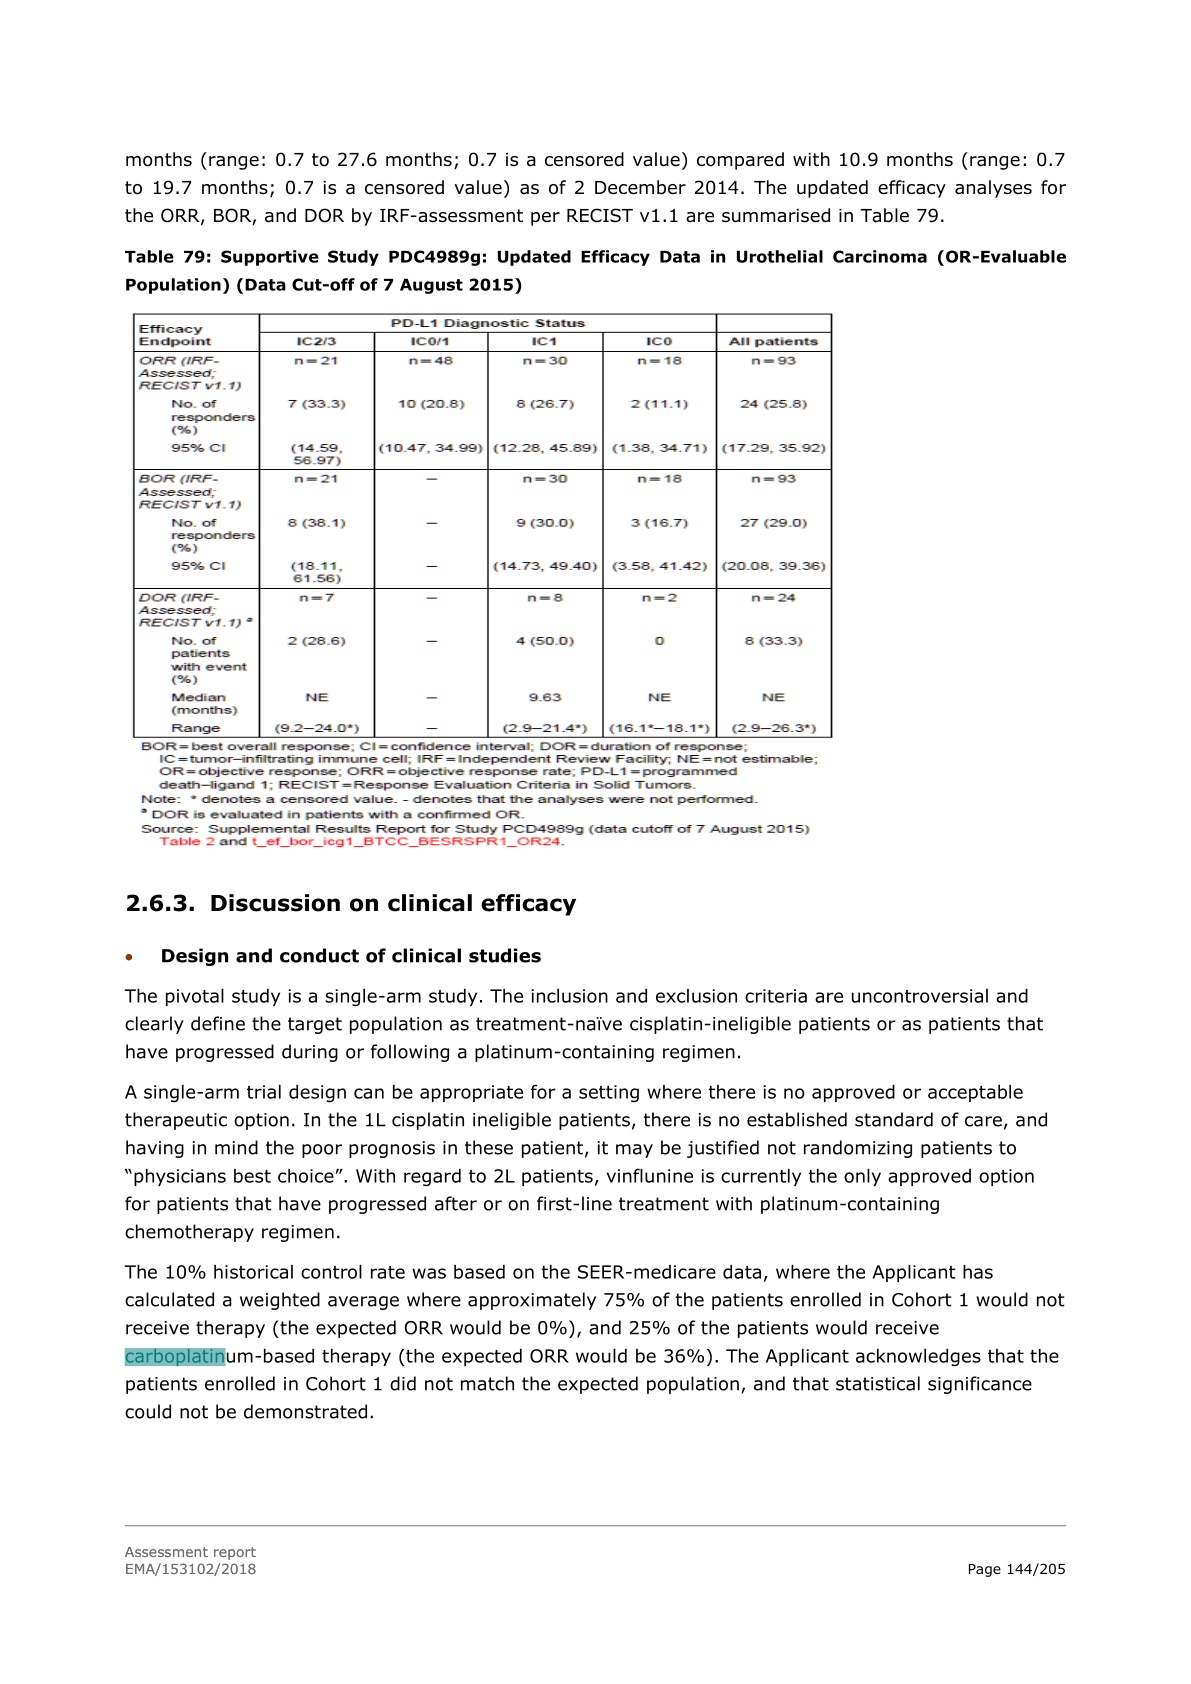 months (range: 0.7 to 27.6 months; 0.7 is a censored value) compared with 10.9 months (range: 0.7
to 19.7 months; 0.7 is a censored value) as of 2 December 2014. The updated efficacy analyses for
the ORR, BOR, and DOR by IRF-assessment per RECIST v1.1 are summarised in Table 79.
Table 79: Supportive Study PDC4989g: Updated Efficacy Data in Urothelial Carcinoma (OR-Evaluable
Population) (Data Cut-off of 7 August 2015)
Efficacy Endpoint PD-L1 Diagnostic Status
IC2/3 IC0/1 IC1 IC0 All patients
ORR (IRF-Assessed; RECIST v1.1) n=21 n=48 n=30 n=18 n=93
No. of responders (%) 7 (33.3) 10 (20.8) 8 (26.7) 2 (11.1) 24 (25.8)
95% CI (14.59, 56.97) (10.47, 34.99) (12.28, 45.89) (1.38, 34.71) (17.29, 35.92)
BOR (IRF-Assessed; RECIST v1.1) n=21 – n=30 n=18 n=93
No. of responders (%) 8 (38.1) – 9 (30.0) 3 (16.7) 27 (29.0)
95% CI (18.11, 61.56) – (14.73, 49.40) (3.58, 41.42) (20.08, 39.36)
DOR (IRF-Assessed; RECIST v1.1) a n=7 – n=8 n=2 n=24
No. of patients with event (%) 2 (28.6) – 4 (50.0) 0 8 (33.3)
Median (months) NE – 9.63 NE NE
Range (9.2–24.0*) – (2.9–21.4*) (16.1*–18.1*) (2.9–26.3*)
BOR=best overall response; CI=confidence interval; DOR=duration of response;
IC=tumor–infiltrating immune cell; IRF=Independent Review Facility; NE=not estimable;
OR=objective response; ORR=objective response rate; PD-L1=programmed
death–ligand 1; RECIST=Response Evaluation Criteria in Solid Tumors.
Note: * denotes a censored value. - denotes that the analyses were not performed.
a DOR is evaluated in patients with a confirmed OR.
Source: Supplemental Results Report for Study PCD4989g (data cutoff of 7 August 2015)
Table 2 and t_ef_bor_icg1_BTCC_BESRSPR1_OR24.
2.6.3. Discussion on clinical efficacy
• Design and conduct of clinical studies
The pivotal study is a single-arm study. The inclusion and exclusion criteria are uncontroversial and
clearly define the target population as treatment-naïve cisplatin-ineligible patients or as patients that
have progressed during or following a platinum-containing regimen.
A single-arm trial design can be appropriate for a setting where there is no approved or acceptable
therapeutic option. In the 1L cisplatin ineligible patients, there is no established standard of care, and
having in mind the poor prognosis in these patient, it may be justified not randomizing patients to
“physicians best choice”. With regard to 2L patients, vinflunine is currently the only approved option
for patients that have progressed after or on first-line treatment with platinum-containing
chemotherapy regimen.
The 10% historical control rate was based on the SEER-medicare data, where the Applicant has
calculated a weighted average where approximately 75% of the patients enrolled in Cohort 1 would not
receive therapy (the expected ORR would be 0%), and 25% of the patients would receive
carboplatinum-based therapy (the expected ORR would be 36%). The Applicant acknowledges that the
patients enrolled in Cohort 1 did not match the expected population, and that statistical significance
could not be demonstrated.
Assessment report
EMA/153102/2018 Page 144/205